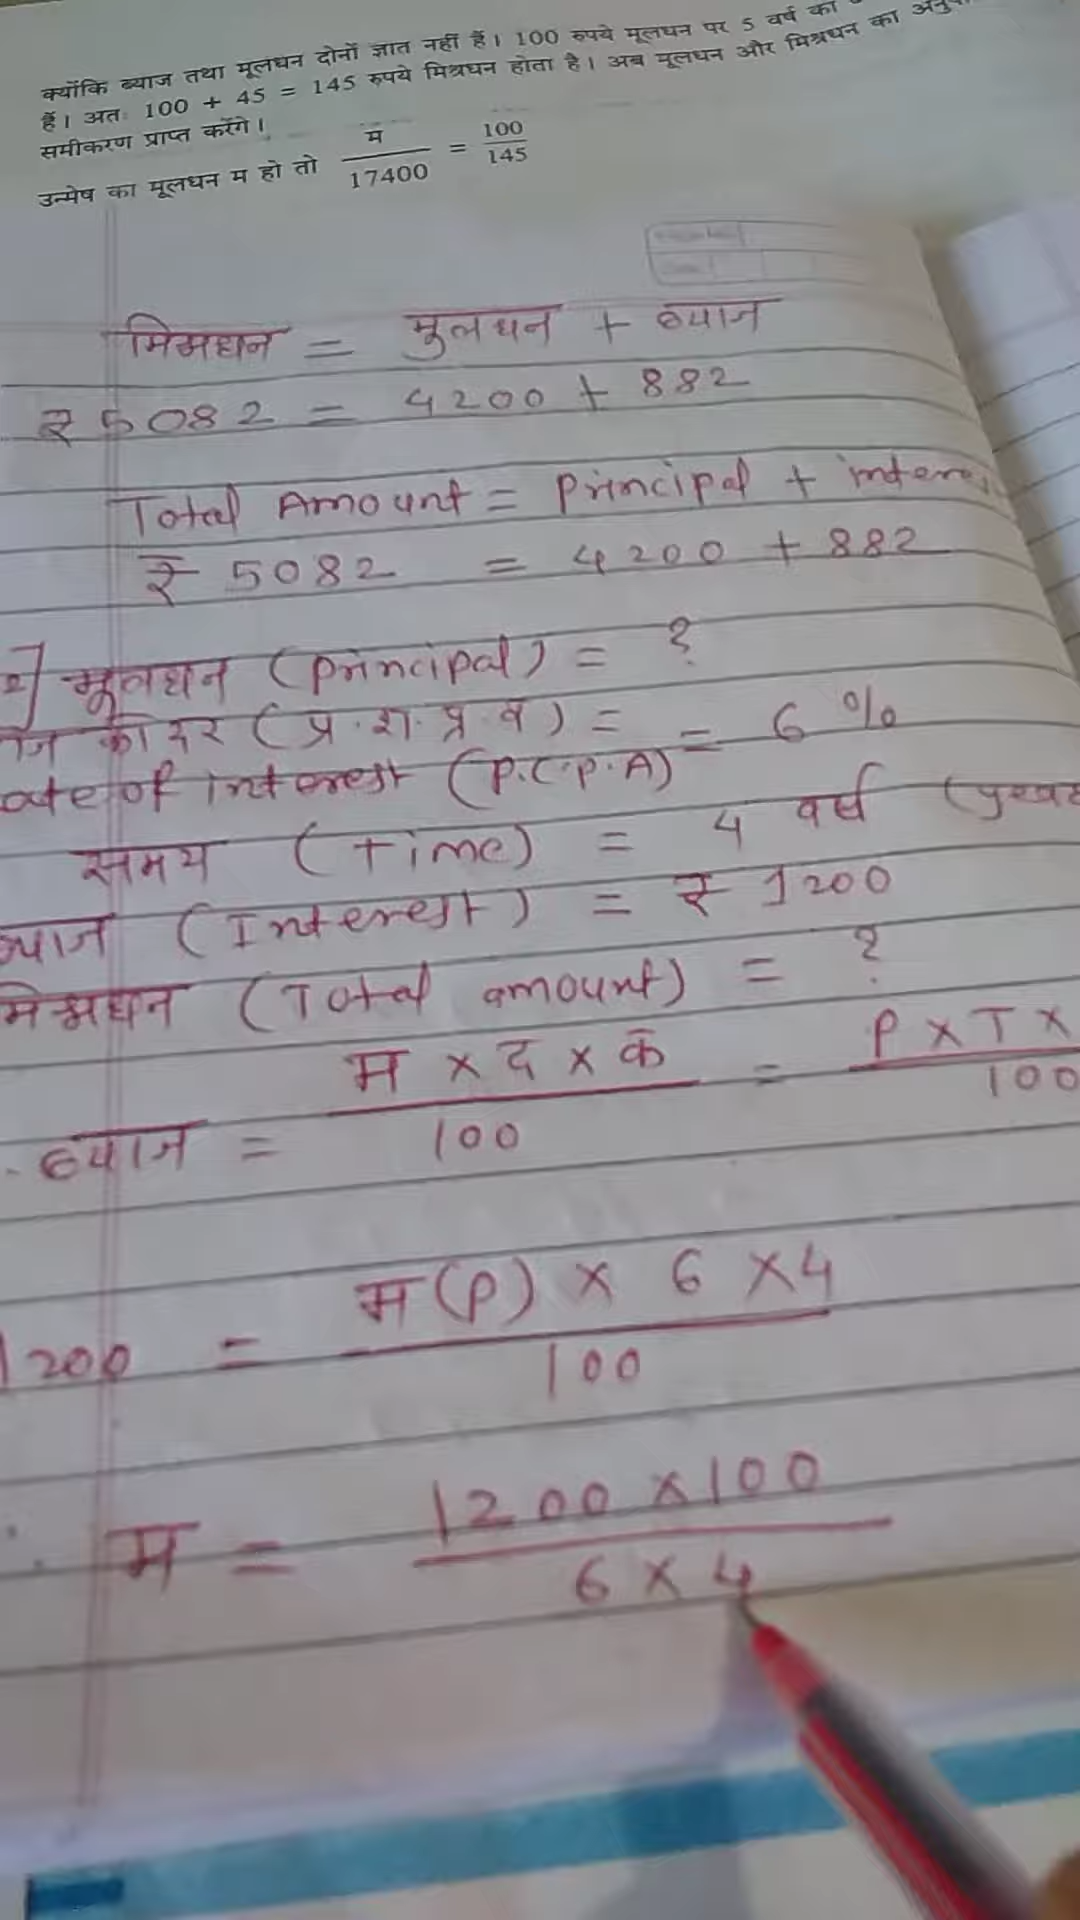 क्योंकि ब्याज तथा मूलधन दोनों ज्ञात नहीं हैं। 100 रुपये मूलधन पर 5 वर्ष का
हैं। अतः 100 + 45 = 145 रुपये मिश्रधन होता है। अब मूलधन और मिश्रधन का
समीकरण प्राप्त करेंगे।
उन्मेष का मूलधन म हो तो म/17400 = 100/145
मिश्रधन = मुलधन + ब्याज
₹ 5082 = 4200 + 882
Total Amount = Principal + interes
₹ 5082 = 4200 + 882
2] मूलधन (Principal) = ?
ाज की दर (प्र. श. प्र. व) =
ate of Interest (P.C.P.A) = 6 %
समय (Time) = 4 वर्ष
ब्याज (Interest) = ₹ 1200
मिश्रधन (Total amount) = ?
ब्याज = म × द × क/100 = P × T ×/100
1200 = म(P) × 6 × 4/100
म = 1200 × 100/6 × 4